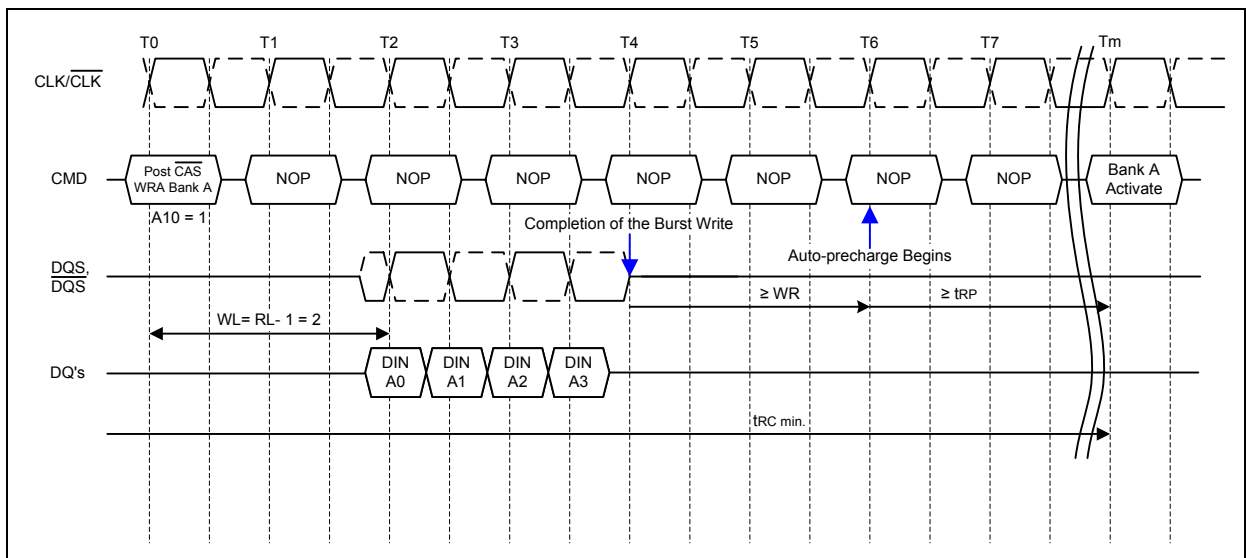 T0 T1 T2 T3 T4 T5 T6 T7 Tm
CLK/CLK
CMD
Post CAS
WRA Bank A
NOP NOP NOP NOP NOP NOP NOP
Bank A
Activate
A10 = 1
Completion of the Burst Write
Auto-precharge Begins
DQS,
DQS
≥ WR
≥ tRP
WL= RL- 1 = 2
DQ's
DIN
A0
DIN
A1
DIN
A2
DIN
A3
tRC min.